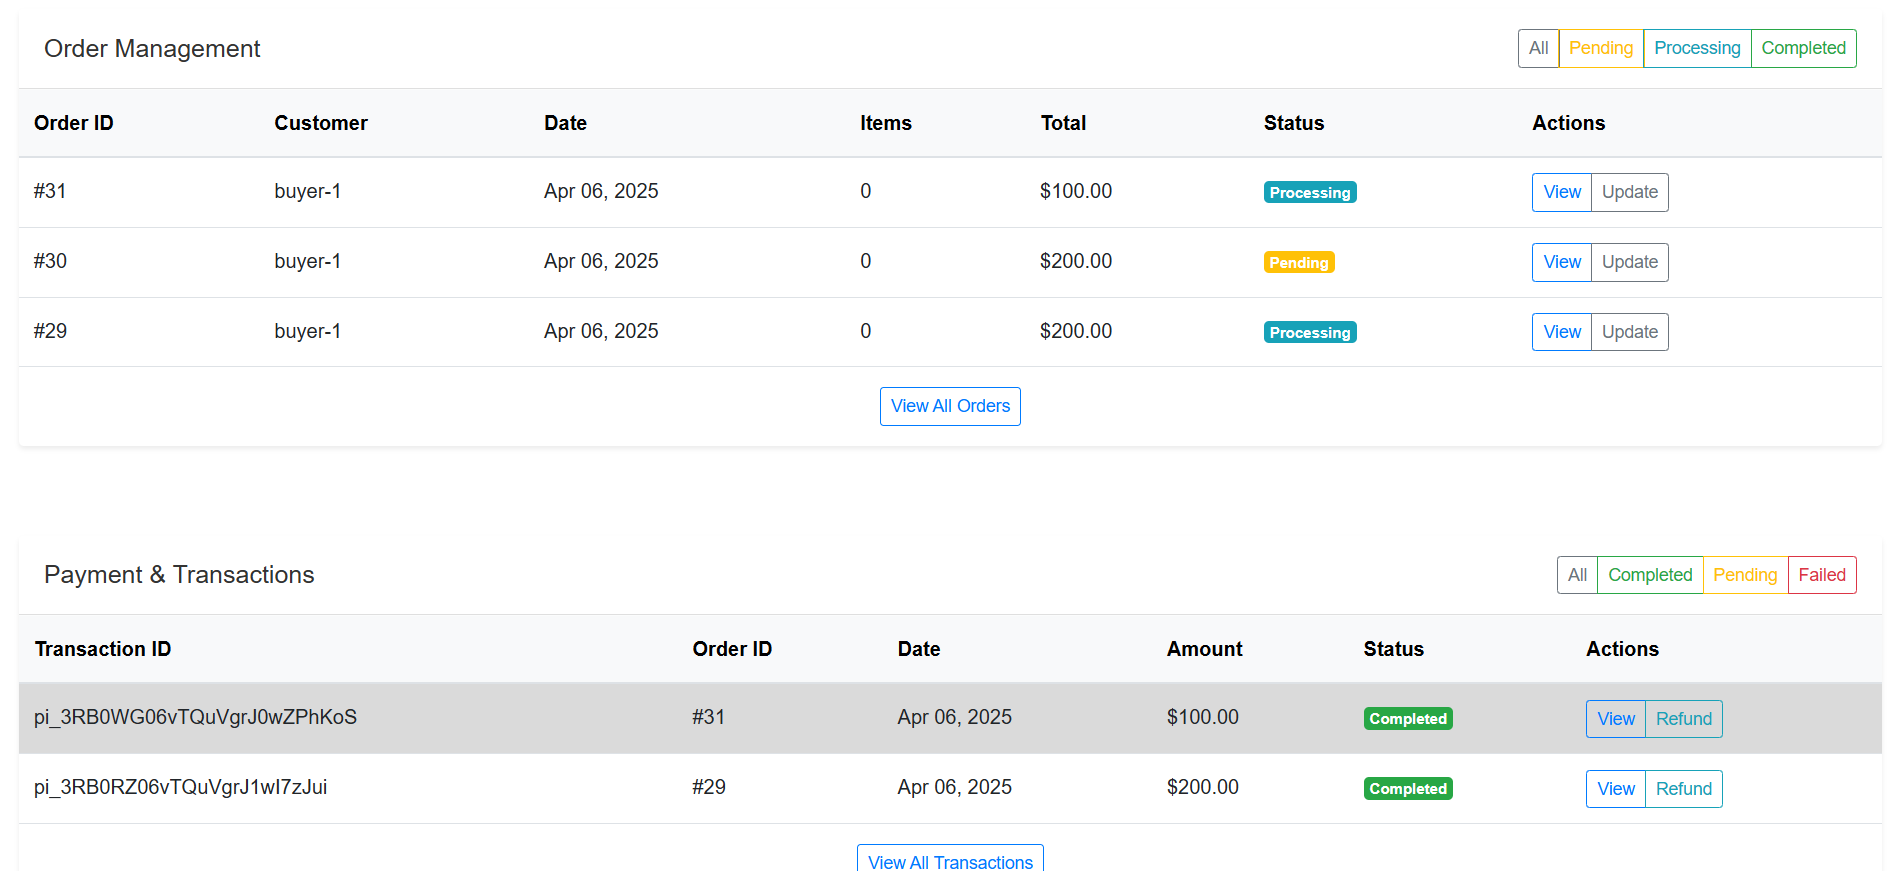 Order Management
All Pending Processing Completed
Order ID Customer Date Items Total Status Actions
#31 buyer-1 Apr 06, 2025 0 $100.00 Processing View Update
#30 buyer-1 Apr 06, 2025 0 $200.00 Pending View Update
#29 buyer-1 Apr 06, 2025 0 $200.00 Processing View Update
View All Orders
Payment & Transactions
All Completed Pending Failed
Transaction ID Order ID Date Amount Status Actions
pi_3RB0WG06vTQuVgrJ0wZPhKoS #31 Apr 06, 2025 $100.00 Completed View Refund
pi_3RB0RZ06vTQuVgrJ1wI7zJui #29 Apr 06, 2025 $200.00 Completed View Refund
View All Transactions